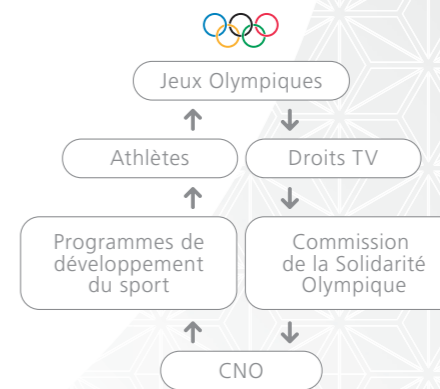 Jeux Olympiques
Athlètes
Droits TV
Programmes de
développement
du sport
Commission
de la Solidarité
Olympique
CNO